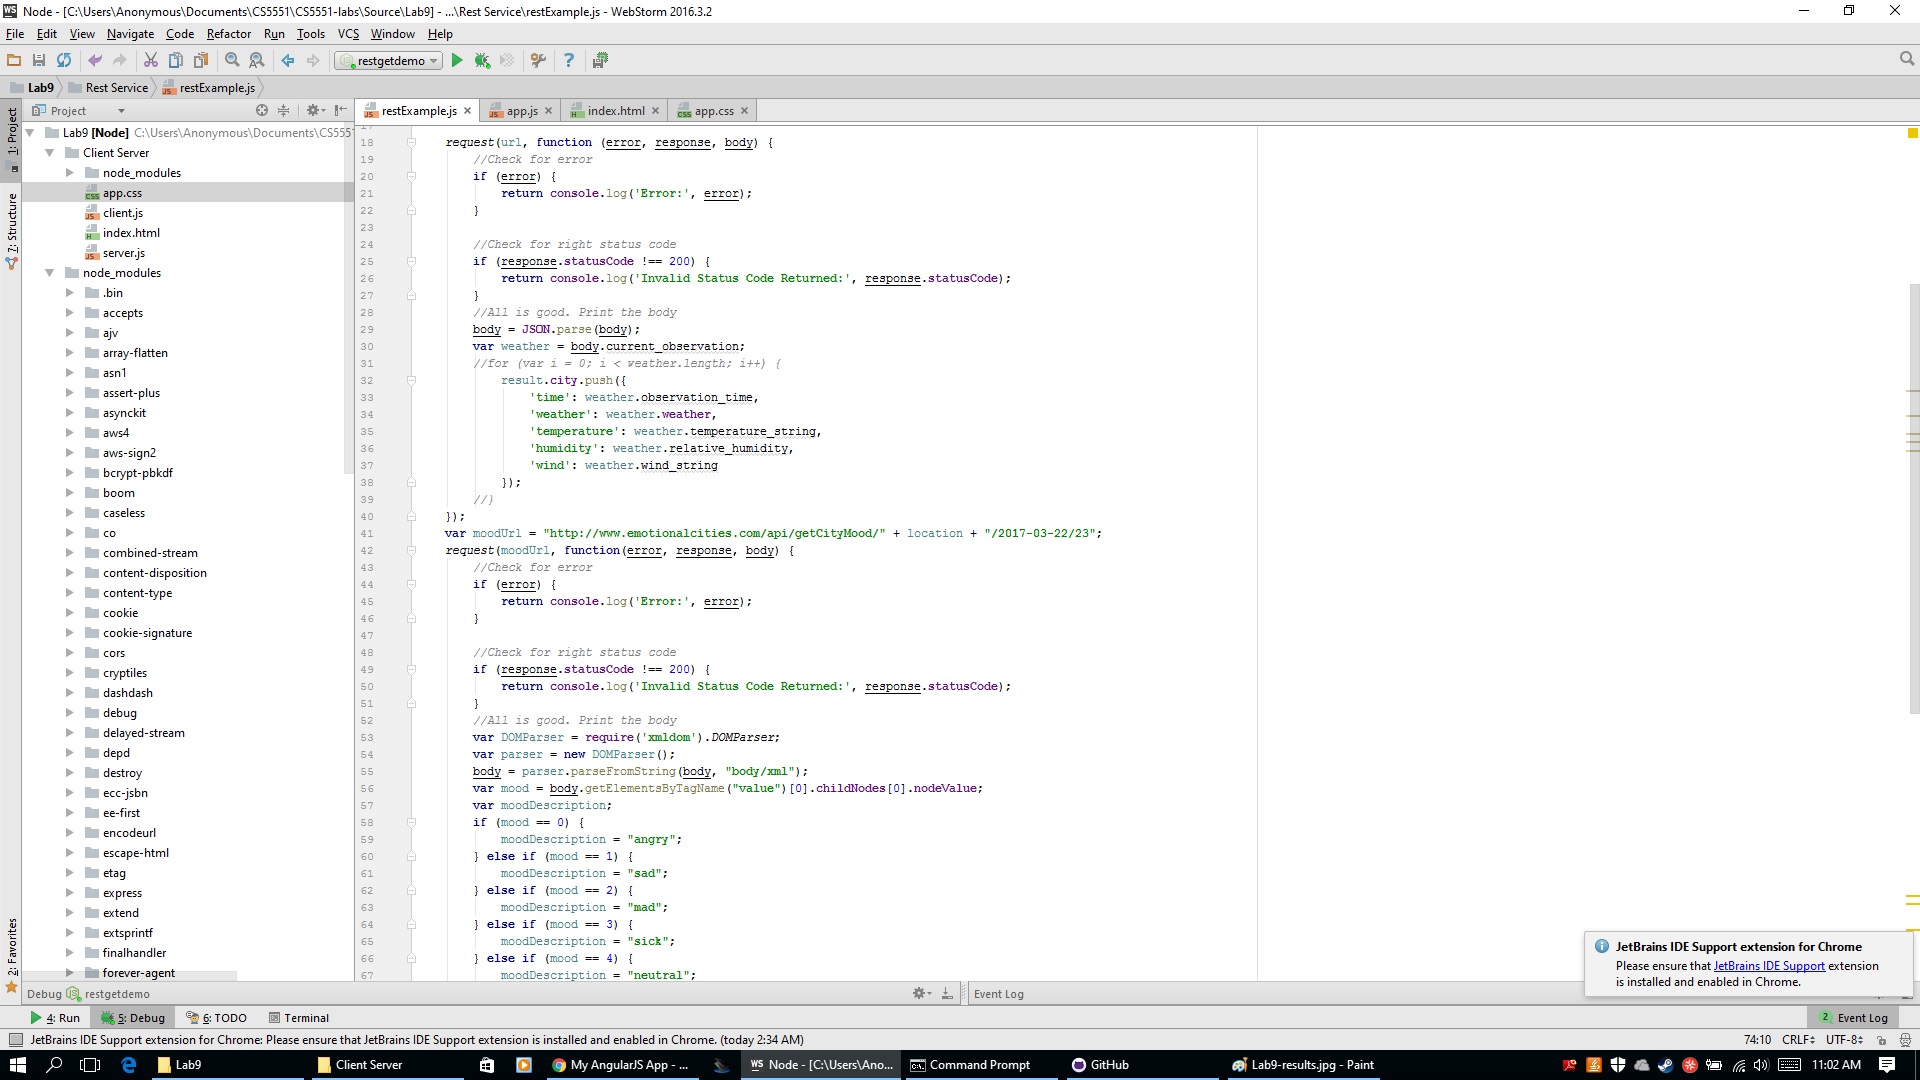 Node - [C:\Users\Anonymous\Documents\CS5551\CS5551-labs\Source\Lab9] - ...\Rest Service\restExample.js - WebStorm 2016.3.2
File Edit View Navigate Code Refactor Run Tools VCS Window Help
restgetdemo
Lab9 Rest Service restExample.js
Project
restExample.js app.js index.html app.css
1: Project
7: Structure
2: Favorites
Lab9 [Node] C:\Users\Anonymous\Documents\CS555
Client Server
node_modules
app.css
client.js
index.html
server.js
node_modules
.bin
accepts
ajv
array-flatten
asn1
assert-plus
asynckit
aws4
aws-sign2
bcrypt-pbkdf
boom
caseless
co
combined-stream
content-disposition
content-type
cookie
cookie-signature
cors
cryptiles
dashdash
debug
delayed-stream
depd
destroy
ecc-jsbn
ee-first
encodeurl
escape-html
etag
express
extend
extsprintf
finalhandler
forever-agent
17
18 request(url, function (error, response, body) {
19 //Check for error
20 if (error) {
21 return console.log('Error:', error);
22 }
23
24 //Check for right status code
25 if (response.statusCode !== 200) {
26 return console.log('Invalid Status Code Returned:', response.statusCode);
27 }
28 //All is good. Print the body
29 body = JSON.parse(body);
30 var weather = body.current_observation;
31 //for (var i = 0; i < weather.length; i++) {
32 result.city.push({
33 'time': weather.observation_time,
34 'weather': weather.weather,
35 'temperature': weather.temperature_string,
36 'humidity': weather.relative_humidity,
37 'wind': weather.wind_string
38 });
39 //}
40 });
41 var moodUrl = "http://www.emotionalcities.com/api/getCityMood/" + location + "/2017-03-22/23";
42 request(moodUrl, function(error, response, body) {
43 //Check for error
44 if (error) {
45 return console.log('Error:', error);
46 }
47
48 //Check for right status code
49 if (response.statusCode !== 200) {
50 return console.log('Invalid Status Code Returned:', response.statusCode);
51 }
52 //All is good. Print the body
53 var DOMParser = require('xmldom').DOMParser;
54 var parser = new DOMParser();
55 body = parser.parseFromString(body, "body/xml");
56 var mood = body.getElementsByTagName("value")[0].childNodes[0].nodeValue;
57 var moodDescription;
58 if (mood == 0) {
59 moodDescription = "angry";
60 } else if (mood == 1) {
61 moodDescription = "sad";
62 } else if (mood == 2) {
63 moodDescription = "mad";
64 } else if (mood == 3) {
65 moodDescription = "sick";
66 } else if (mood == 4) {
67 moodDescription = "neutral";
JetBrains IDE Support extension for Chrome
Please ensure that JetBrains IDE Support extension
is installed and enabled in Chrome.
Debug restgetdemo
Event Log
4: Run 5: Debug 6: TODO Terminal
2 Event Log
JetBrains IDE Support extension for Chrome: Please ensure that JetBrains IDE Support extension is installed and enabled in Chrome. (today 2:34 AM)
74:10 CRLF UTF-8
Lab9
Client Server
My AngularJS App - ...
Node - [C:\Users\Ano...
Command Prompt
GitHub
Lab9-results.jpg - Paint
11:02 AM